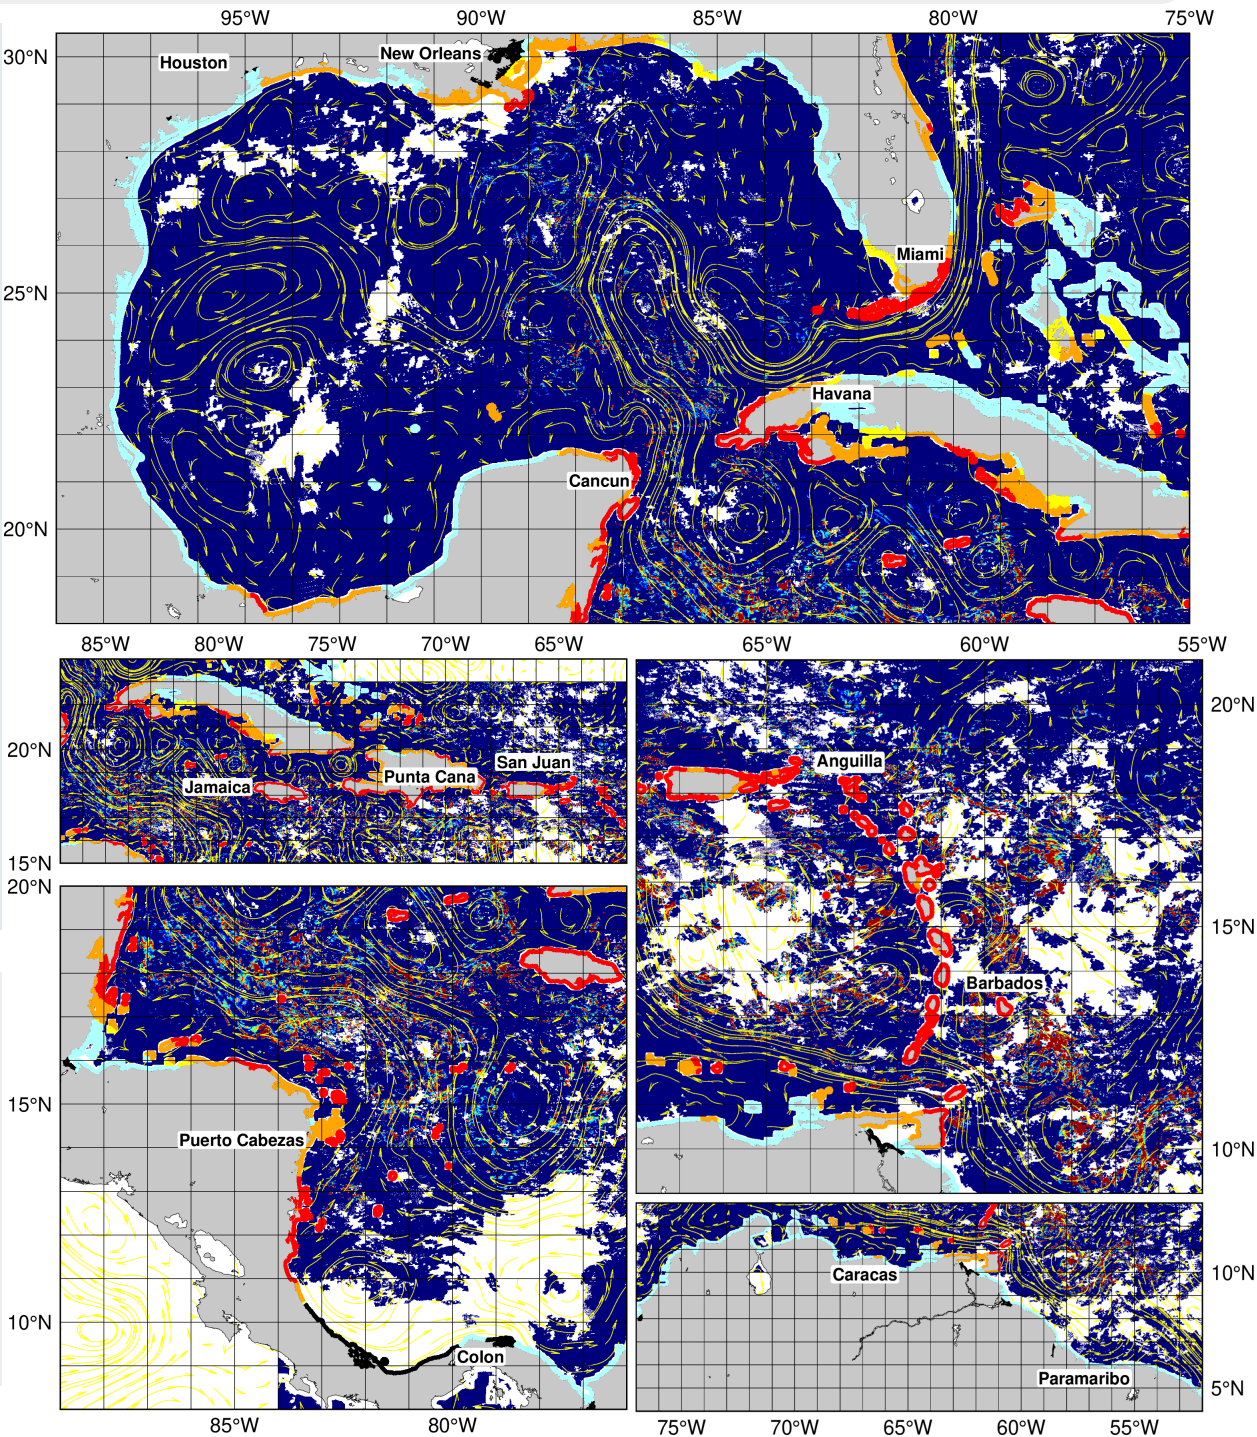 95°W 90°W 85°W 80°W 75°W
30°N
New Orleans
Houston
Miami
25°N
Havana
Cancun
20°N
85°W 80°W 75°W 70°W 65°W 65°W 60°W 55°W
20°N
20°N
San Juan
Anguilla
Punta Cana
Jamaica
15°N
20°N
15°N
Barbados
15°N
Puerto Cabezas
10°N
Caracas
10°N
10°N
Colon
Paramaribo
5°N
85°W 80°W 75°W 70°W 65°W 60°W 55°W